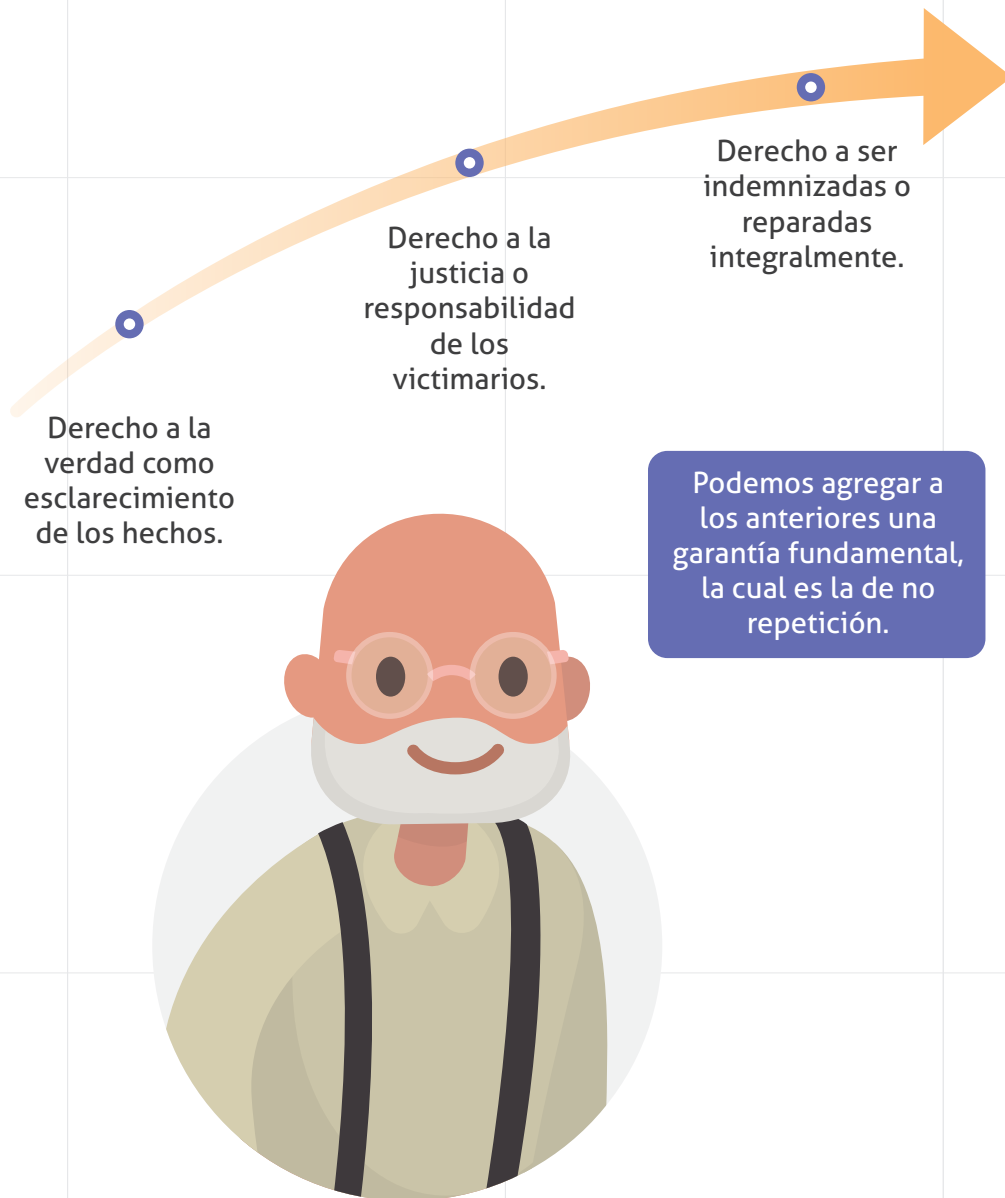 Derecho a la
verdad como
esclarecimiento
de los hechos.
Derecho a la
justicia o
responsabilidad
de los
victimarios.
Derecho a ser
indemnizadas o
reparadas
integralmente.
Podemos agregar a
los anteriores una
garantía fundamental,
la cual es la de no
repetición.